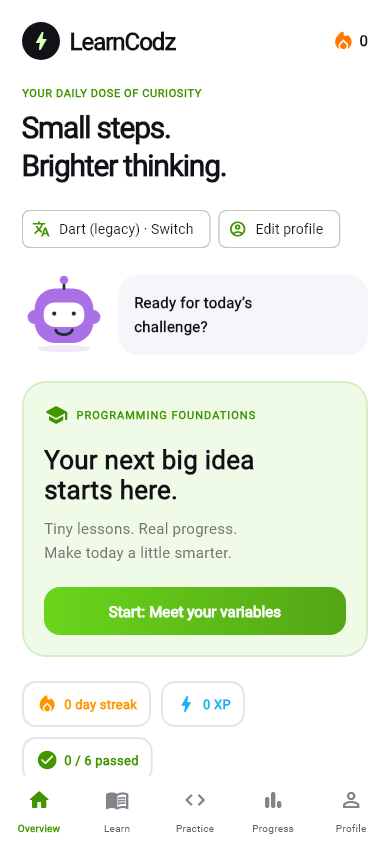 LearnCodz
0
YOUR DAILY DOSE OF CURIOSITY
Small steps.
Brighter thinking.
Dart (legacy) · Switch
Edit profile
Ready for today’s
challenge?
PROGRAMMING FOUNDATIONS
Your next big idea
starts here.
Tiny lessons. Real progress.
Make today a little smarter.
Start: Meet your variables
0 day streak
0 XP
0 / 6 passed
Overview
Learn
Practice
Progress
Profile